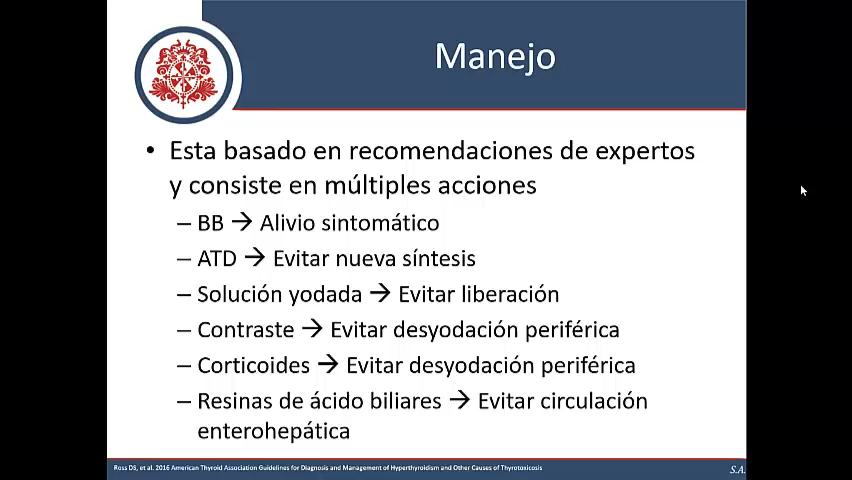 Manejo
• Esta basado en recomendaciones de expertos
y consiste en múltiples acciones
– BB → Alivio sintomático
– ATD → Evitar nueva síntesis
– Solución yodada → Evitar liberación
– Contraste → Evitar desyodación periférica
– Corticoides → Evitar desyodación periférica
– Resinas de ácido biliares → Evitar circulación
enterohepática
Ross DS, et al. 2016 American Thyroid Association Guidelines for Diagnosis and Management of Hyperthyroidism and Other Causes of Thyrotoxicosis
S.A.